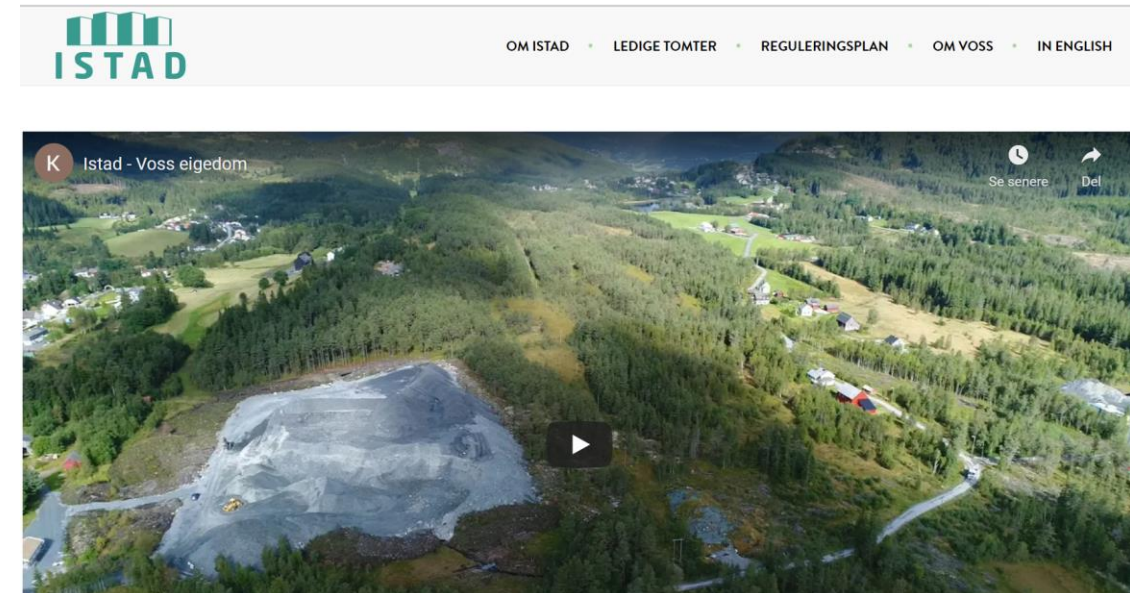 ISTAD
OM ISTAD • LEDIGE TOMTER • REGULERINGSPLAN • OM VOSS • IN ENGLISH
K Istad - Voss eigedom
Se senere Del